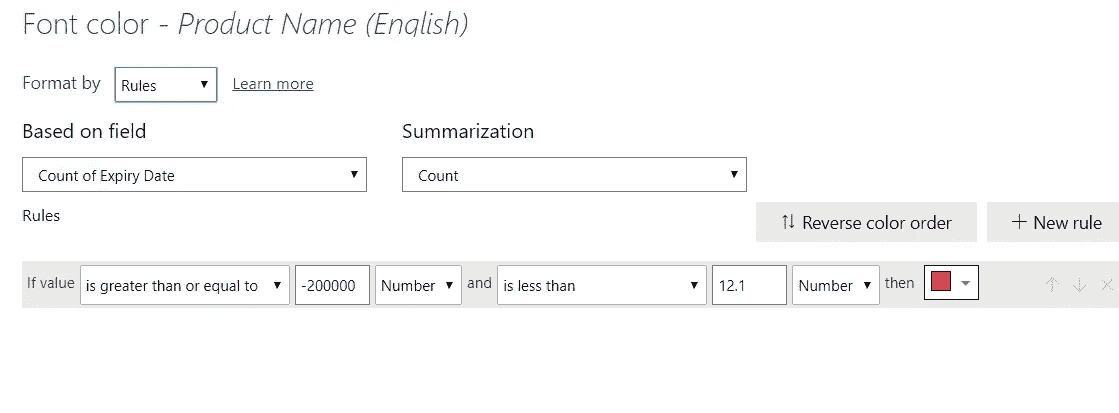 Font color - Product Name (English)
Format by Rules Learn more
Based on field Summarization
Count of Expiry Date Count
Rules
Reverse color order + New rule
If value is greater than or equal to -200000 Number and is less than 12.1 Number then